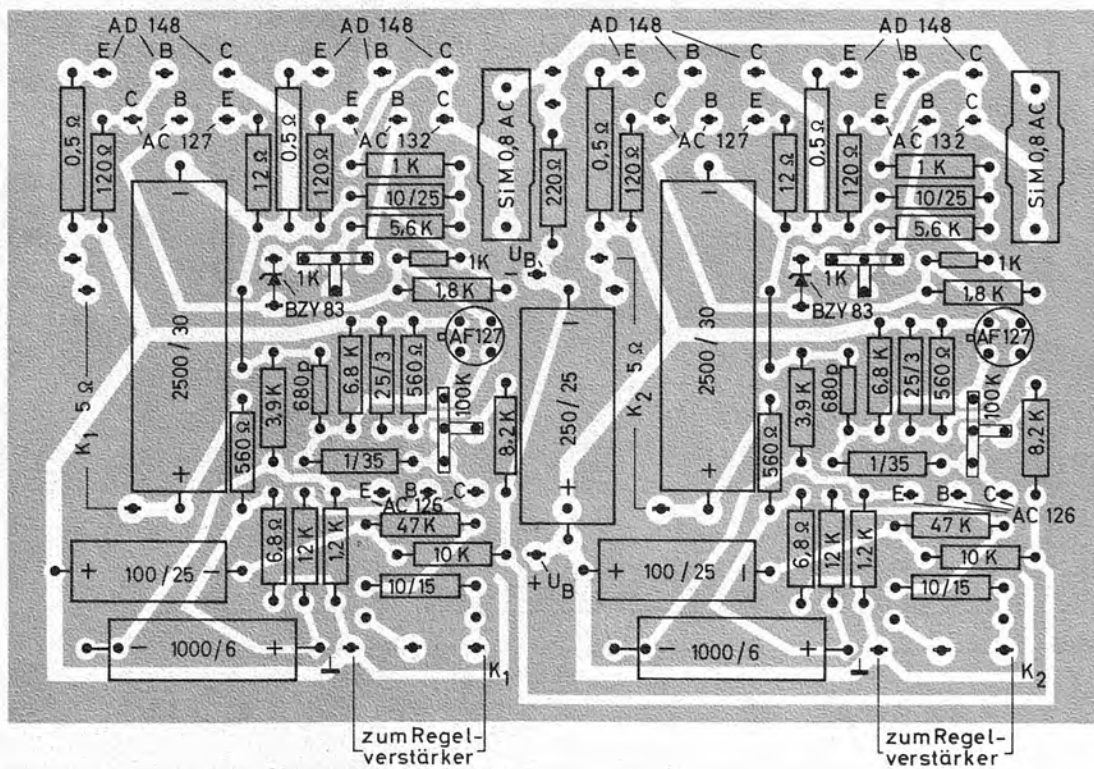 AD 148 AD 148 AD 148 AD 148
E B C E B C E B C E B C
C B E E B C C B E E B C
AC 127 AC 132 AC 127 AC 132
0,5 Ω
120 Ω
12 Ω
0,5 Ω
120 Ω
1 K
10/25
5,6 K
SiM 0,8 AC
220 Ω
0,5 Ω
120 Ω
12 Ω
0,5 Ω
120 Ω
1 K
10/25
5,6 K
SiM 0,8 AC
−
2500/30
+
1K
BZY 83
1K
1,8 K
− UB
−
250/25
+
+ UB
K1 5 Ω
3,9 K
680p
6,8 K
25/3
560 Ω
AF127
100K
8,2 K
560 Ω
1/35
E B C
AC 126
47 K
10 K
10/15
6,8 Ω
12 K
1,2 K
+ 100/25 −
− 1000/6 +
⊥
K1
zum Regel-
verstärker
−
2500/30
+
1K
BZY 83
1K
1,8 K
K2 5 Ω
3,9 K
680p
6,8 K
25/3
560 Ω
AF127
100K
8,2 K
560 Ω
1/35
E B C
AC 126
47 K
10 K
10/15
6,8 Ω
12 K
1,2 K
+ 100/25 −
− 1000/6 +
⊥
K2
zum Regel-
verstärker